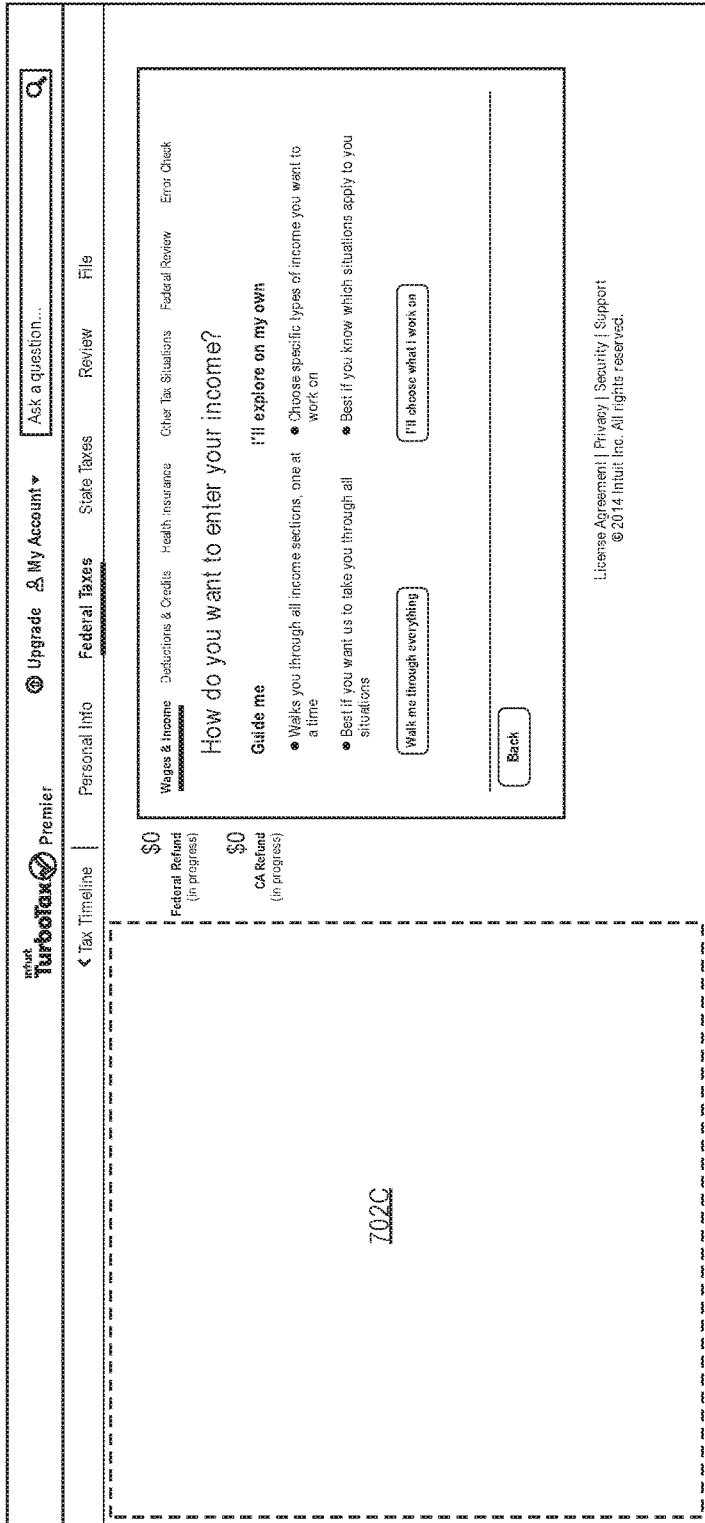 intuit
TurboTax Premier
Upgrade My Account
Ask a question...
Tax Timeline Personal Info Federal Taxes State Taxes Review File
$0
Federal Refund
(in progress)
$0
CA Refund
(in progress)
Wages & Income Deductions & Credits Health Insurance Other Tax Situations Federal Review Error Check
How do you want to enter your income?
Guide me
● Walks you through all income sections, one at
a time
● Best if you want us to take you through all
situations
Walk me through everything
I'll explore on my own
● Choose specific types of income you want to
work on
● Best if you know which situations apply to you
I'll choose what I work on
Back
702C
License Agreement | Privacy | Security | Support
© 2014 Intuit Inc. All rights reserved.